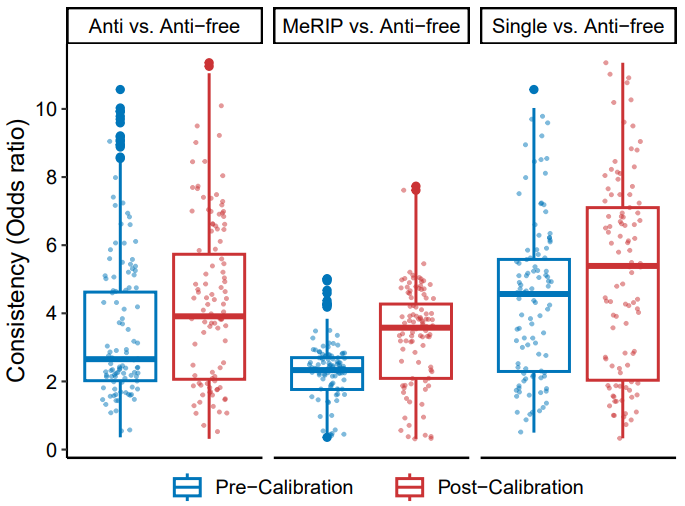 Anti vs. Anti−free
MeRIP vs. Anti−free
Single vs. Anti−free
Consistency (Odds ratio)
10
8
6
4
2
0
Pre−Calibration
Post−Calibration